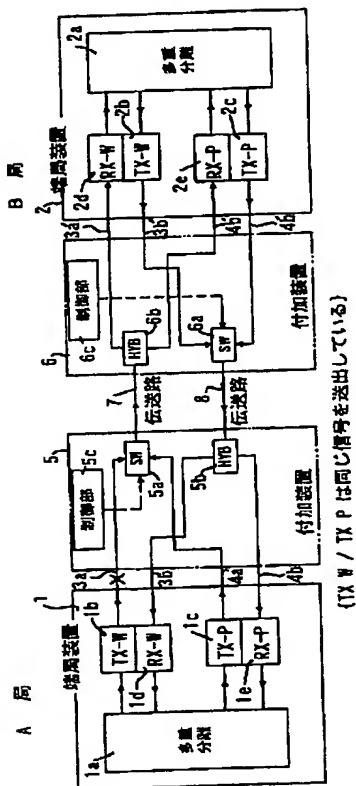 A 局
B 局
1
端局装置
1a
多重
分離
1b
TX-W
RX-W
1d
1c
TX-P
RX-P
1e
3a
3b
4a
4b
5
制御部
5c
SW
5a
HYB
5b
付加装置
7
伝送路
8
伝送路
6
制御部
6c
HYB
6b
6a
SW
付加装置
3a
3b
4b
4b
2
端局装置
2d
RX-W
TX-W
2b
2e
RX-P
TX-P
2c
多重
分離
2a
(TX W / TX P は同じ信号を送出している)